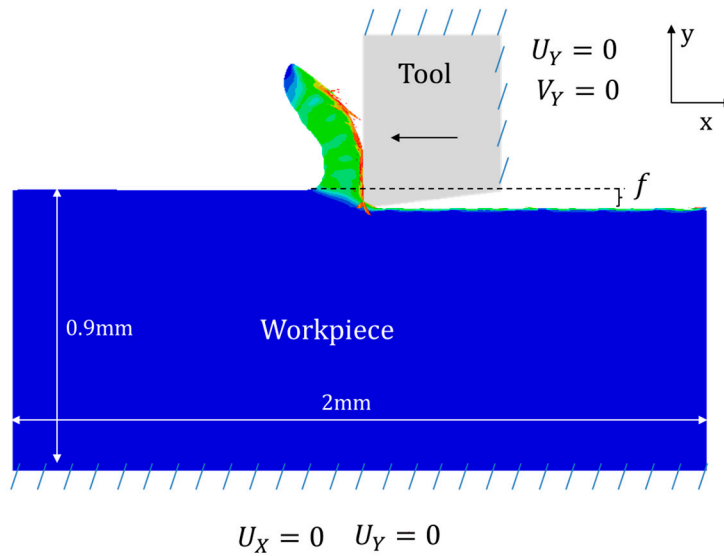 Tool
U_Y = 0
V_Y = 0
y
x
f
0.9mm
Workpiece
2mm
U_X = 0 U_Y = 0